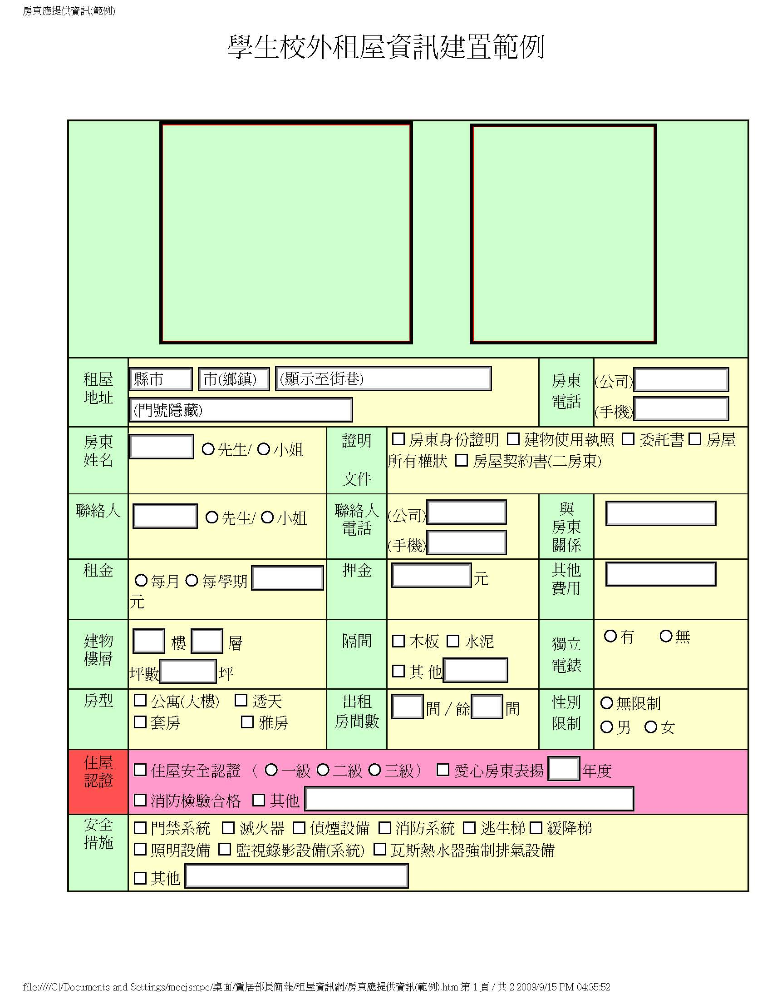 房東應提供資訊(範例)
學生校外租屋資訊建置範例
租屋
地址
縣市 市(鄉鎮) (顯示至街巷)
(門號隱藏)
房東
電話
(公司)
(手機)
房東
姓名
先生/ 小姐
證明
文件
房東身份證明 建物使用執照 委託書 房屋
所有權狀 房屋契約書(二房東)
聯絡人
先生/ 小姐
聯絡人
電話
(公司)
(手機)
與
房東
關係
租金
每月 每學期
元
押金
元
其他
費用
建物
樓層
樓 層
坪數 坪
隔間
木板 水泥
其 他
獨立
電錶
有 無
房型
公寓(大樓) 透天
套房 雅房
出租
房間數
間 / 餘 間
性別
限制
無限制
男 女
住屋
認證
住屋安全認證 ( 一級 二級 三級 ) 愛心房東表揚 年度
消防檢驗合格 其他
安全
措施
門禁系統 滅火器 偵煙設備 消防系統 逃生梯 緩降梯
照明設備 監視錄影設備(系統) 瓦斯熱水器強制排氣設備
其他
file:////C|/Documents and Settings/moejsmpc/桌面/賃居部長簡報/租屋資訊網/房東應提供資訊(範例).htm 第 1 頁 / 共 2 2009/9/15 PM 04:35:52